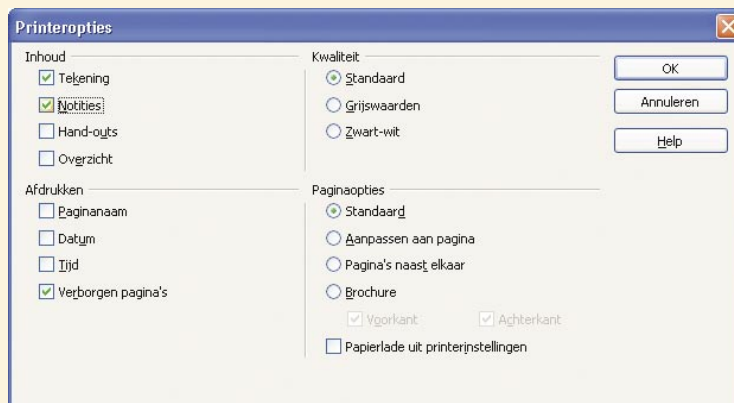 Printeropties
Inhoud
Tekening
Notities
Hand-outs
Overzicht
Kwaliteit
Standaard
Grijswaarden
Zwart-wit
OK
Annuleren
Help
Afdrukken
Paginanaam
Datum
Tijd
Verborgen pagina's
Paginaopties
Standaard
Aanpassen aan pagina
Pagina's naast elkaar
Brochure
Voorkant Achterkant
Papierlade uit printerinstellingen